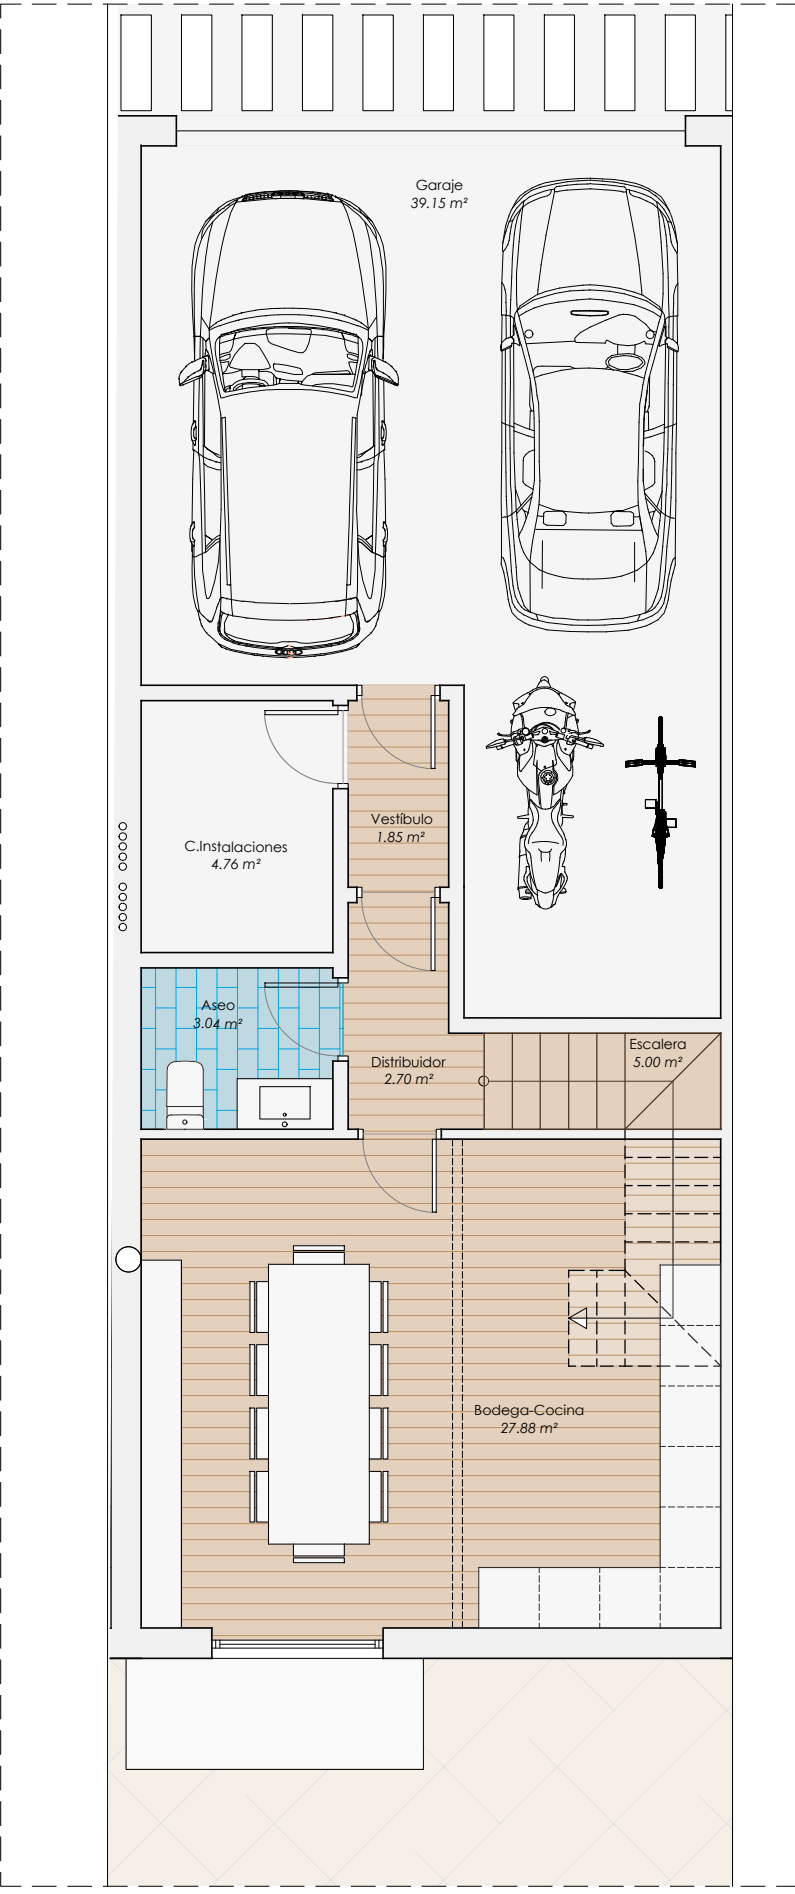 Garaje
39.15 m²
Vestíbulo
1.85 m²
C.Instalaciones
4.76 m²
Aseo
3.04 m²
Distribuidor
2.70 m²
Escalera
5.00 m²
Bodega-Cocina
27.88 m²